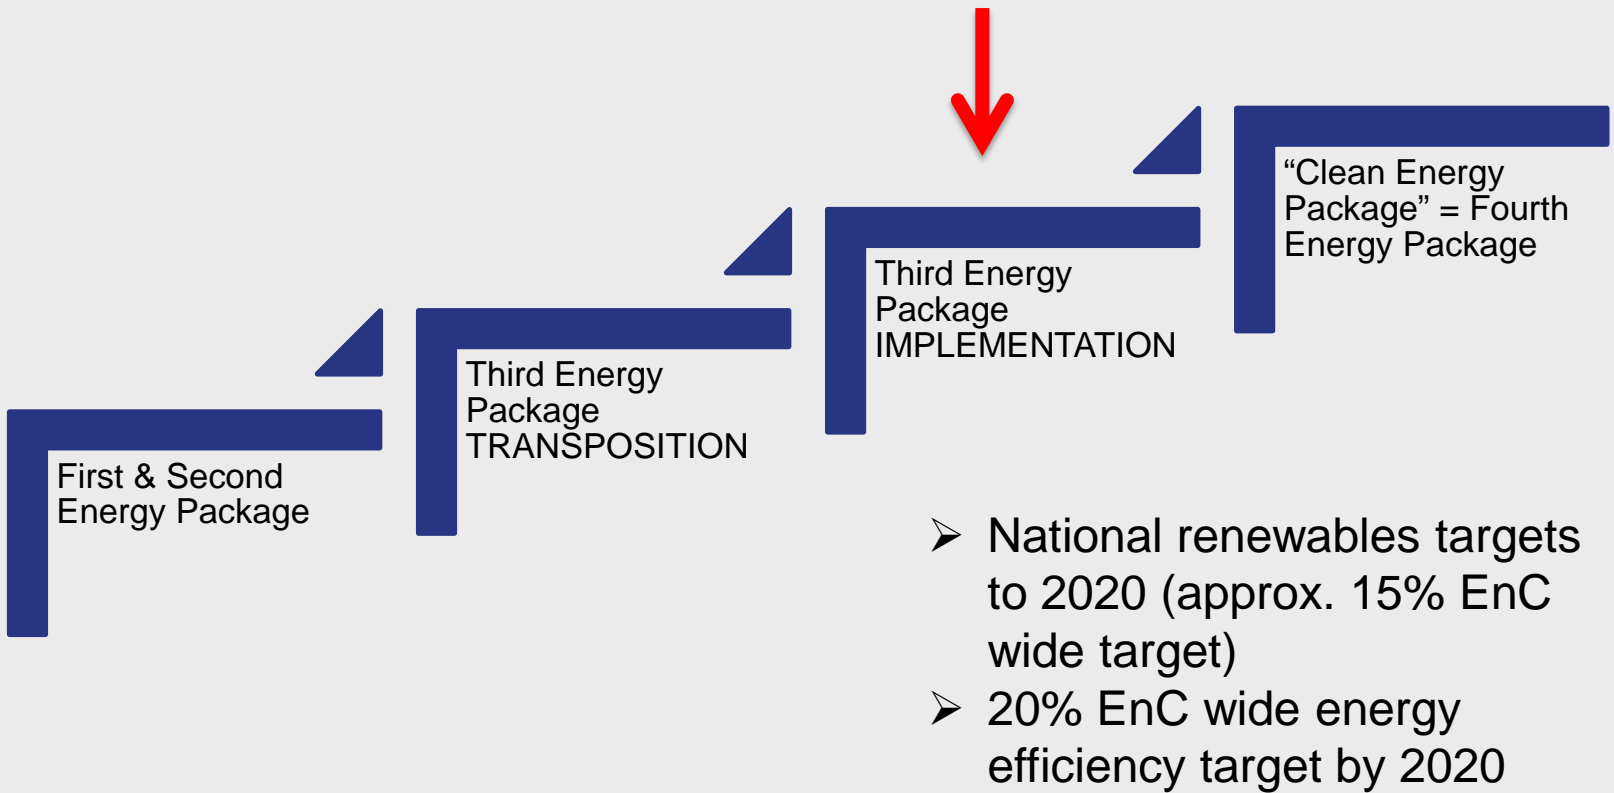 First & Second
Energy Package
Third Energy
Package
TRANSPOSITION
Third Energy
Package
IMPLEMENTATION
“Clean Energy
Package” = Fourth
Energy Package
➢ National renewables targets
to 2020 (approx. 15% EnC
wide target)
➢ 20% EnC wide energy
efficiency target by 2020